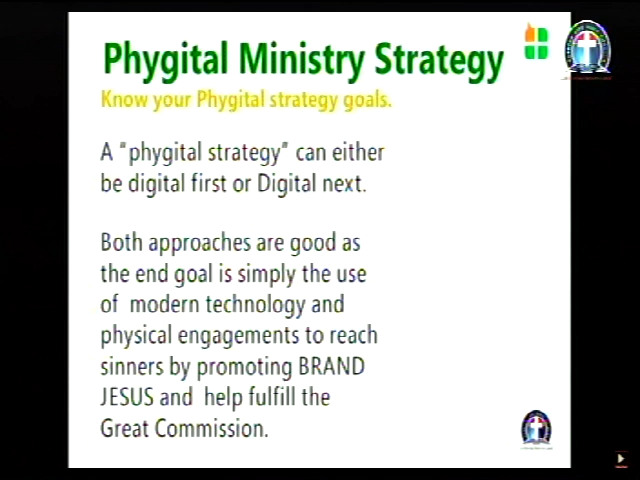 Phygital Ministry Strategy
Know your Phygital strategy goals.
A "phygital strategy" can either
be digital first or Digital next.
Both approaches are good as
the end goal is simply the use
of modern technology and
physical engagements to reach
sinners by promoting BRAND
JESUS and help fulfill the
Great Commission.